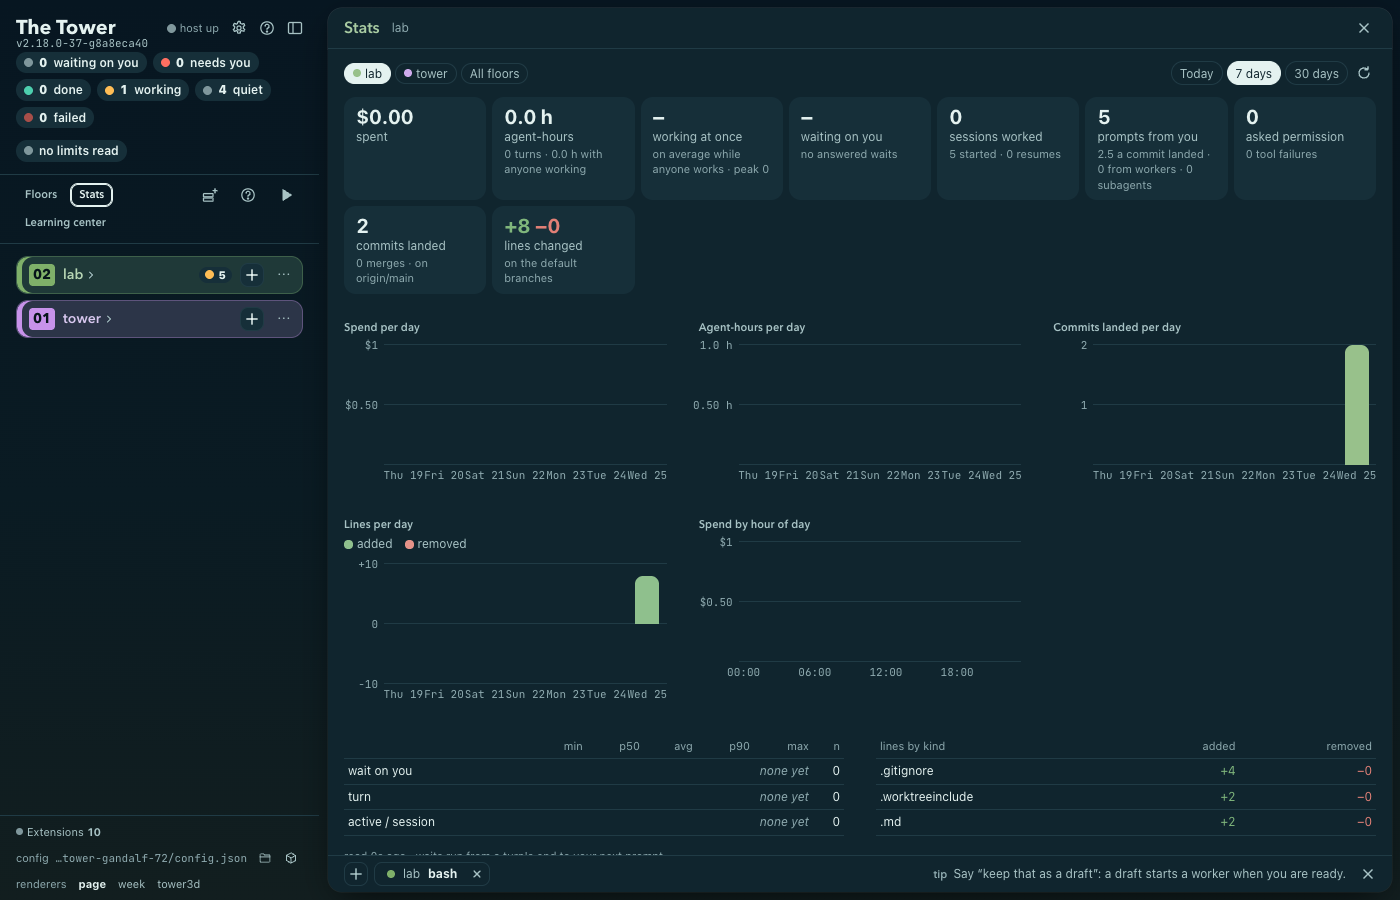 The Tower
host up
v2.18.0-37-g8a8eca40
0 waiting on you
0 needs you
0 done
1 working
4 quiet
0 failed
no limits read
Floors
Stats
Learning center
02 lab ›
5
01 tower ›
Extensions 10
config …tower-gandalf-72/config.json
renderers page week tower3d
Stats lab
lab
tower
All floors
Today
7 days
30 days
$0.00
spent
0.0 h
agent-hours
0 turns · 0.0 h with
anyone working
–
working at once
on average while
anyone works · peak 0
–
waiting on you
no answered waits
0
sessions worked
5 started · 0 resumes
5
prompts from you
2.5 a commit landed ·
0 from workers · 0
subagents
0
asked permission
0 tool failures
2
commits landed
0 merges · on
origin/main
+8 −0
lines changed
on the default
branches
Spend per day
$1
$0.50
Thu 19 Fri 20 Sat 21 Sun 22 Mon 23 Tue 24 Wed 25
Agent-hours per day
1.0 h
0.50 h
Thu 19 Fri 20 Sat 21 Sun 22 Mon 23 Tue 24 Wed 25
Commits landed per day
2
1
Thu 19 Fri 20 Sat 21 Sun 22 Mon 23 Tue 24 Wed 25
Lines per day
added removed
+10
0
-10
Thu 19 Fri 20 Sat 21 Sun 22 Mon 23 Tue 24 Wed 25
Spend by hour of day
$1
$0.50
00:00 06:00 12:00 18:00
min p50 avg p90 max n
wait on you none yet 0
turn none yet 0
active / session none yet 0
lines by kind added removed
.gitignore +4 −0
.worktreeinclude +2 −0
.md +2 −0
lab bash
tip Say “keep that as a draft”: a draft starts a worker when you are ready.